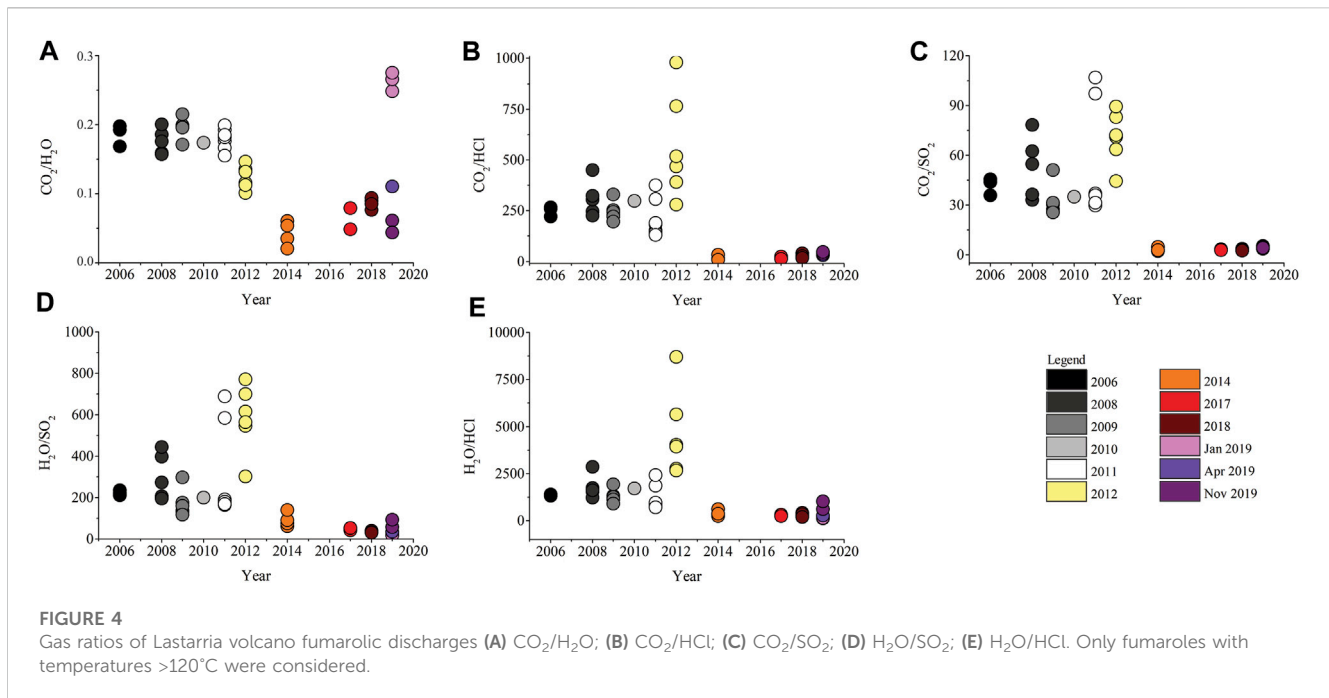 A
CO₂/H₂O
0.3
0.2
0.1
0.0
2006 2008 2010 2012 2014 2016 2018 2020
Year
B
CO₂/HCl
1000
750
500
250
0
2006 2008 2010 2012 2014 2016 2018 2020
Year
C
CO₂/SO₂
120
90
60
30
0
2006 2008 2010 2012 2014 2016 2018 2020
Year
D
H₂O/SO₂
1000
800
600
400
200
0
2006 2008 2010 2012 2014 2016 2018 2020
Year
E
H₂O/HCl
10000
7500
5000
2500
0
2006 2008 2010 2012 2014 2016 2018 2020
Year
Legend
2006
2008
2009
2010
2011
2012
2014
2017
2018
Jan 2019
Apr 2019
Nov 2019
FIGURE 4
Gas ratios of Lastarria volcano fumarolic discharges (A) CO₂/H₂O; (B) CO₂/HCl; (C) CO₂/SO₂; (D) H₂O/SO₂; (E) H₂O/HCl. Only fumaroles with
temperatures >120°C were considered.